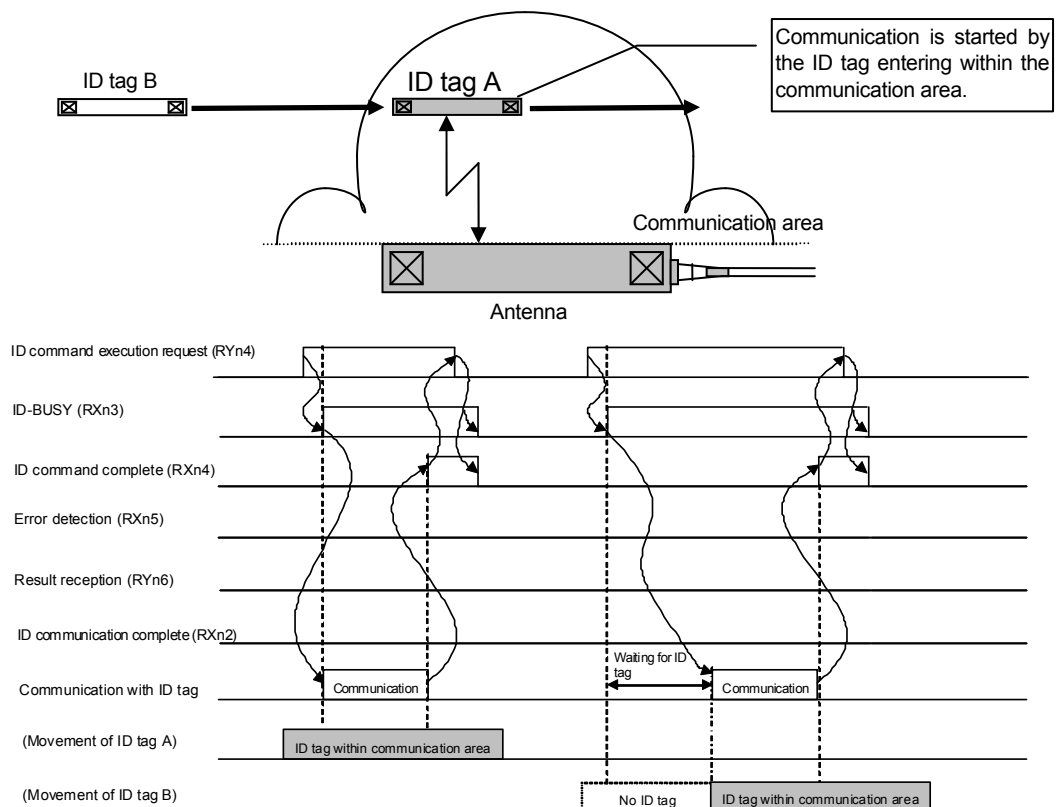 Communication is started by
the ID tag entering within the
communication area.
ID tag B
ID tag A
Communication area
Antenna
ID command execution request (RYn4)
ID-BUSY (RXn3)
ID command complete (RXn4)
Error detection (RXn5)
Result reception (RYn6)
ID communication complete (RXn2)
Waiting for ID
tag
Communication with ID tag
Communication
Communication
(Movement of ID tag A)
ID tag within communication area
(Movement of ID tag B)
No ID tag
ID tag within communication area